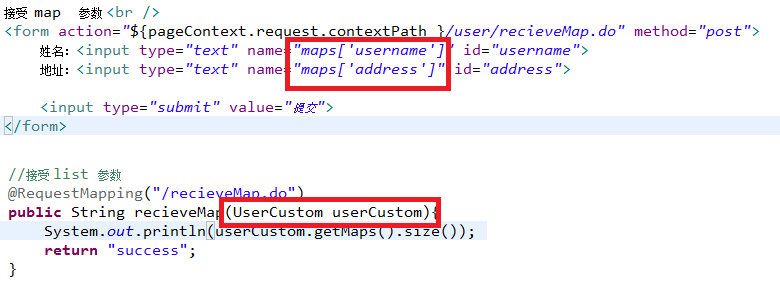 接受 map 参数<br />
<form action="${pageContext.request.contextPath }/user/recieveMap.do" method="post">
姓名：<input type="text" name="maps['username']" id="username">
地址：<input type="text" name="maps['address']" id="address">
<input type="submit" value="提交">
</form>
//接受 list 参数
@RequestMapping("/recieveMap.do")
public String recieveMap(UserCustom userCustom){
System.out.println(userCustom.getMaps().size());
return "success";
}